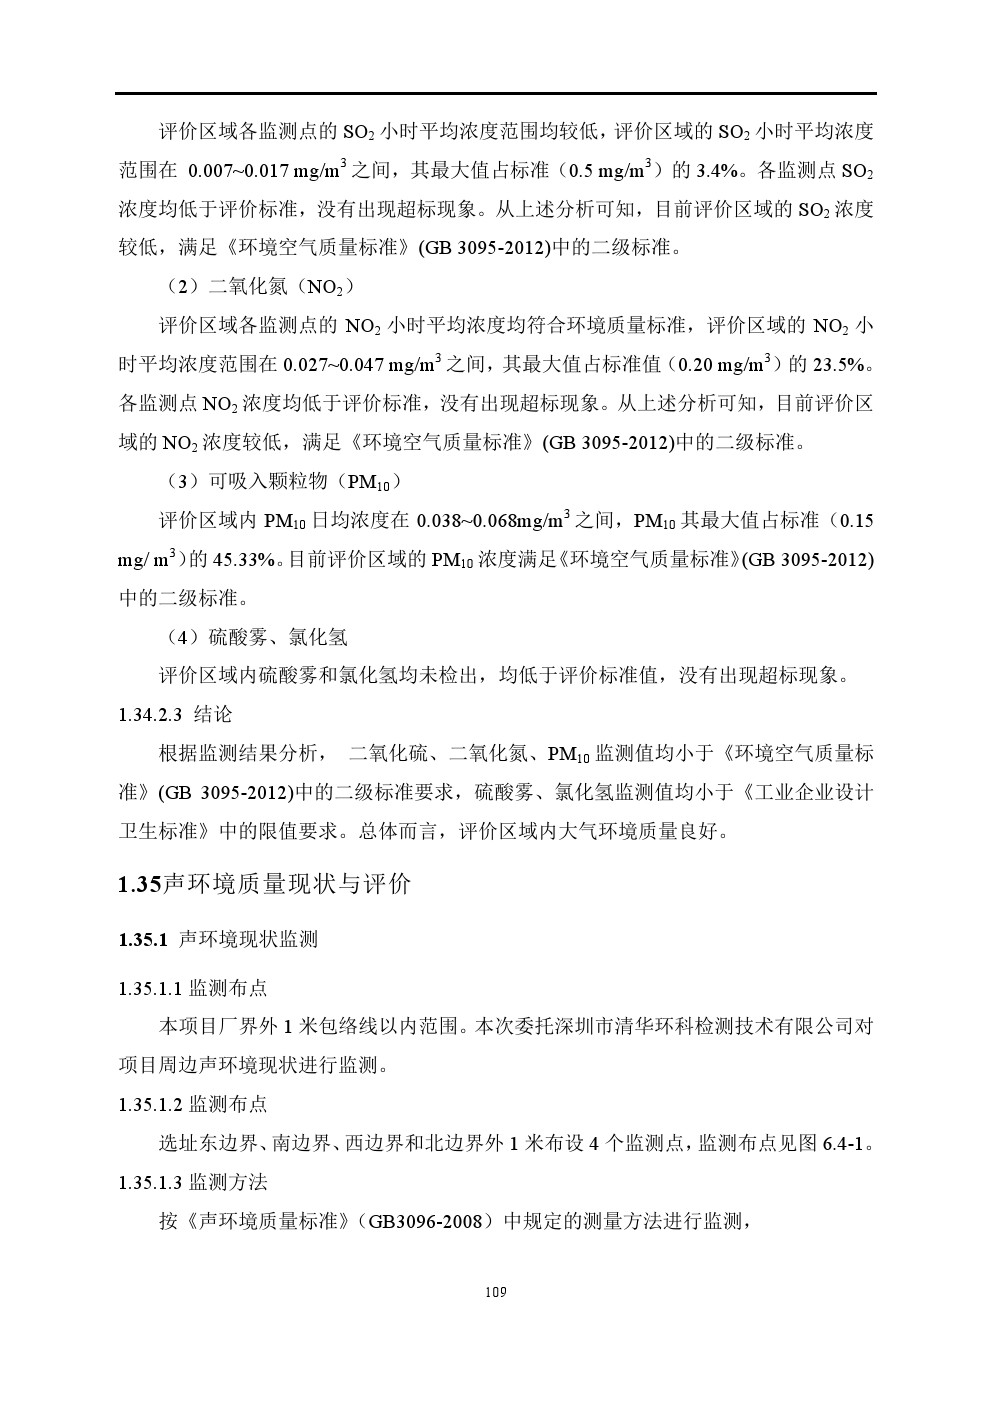 评价区域各监测点的 SO2 小时平均浓度范围均较低，评价区域的 SO2 小时平均浓度
范围在 0.007~0.017 mg/m3 之间，其最大值占标准（0.5 mg/m3）的 3.4%。各监测点 SO2
浓度均低于评价标准，没有出现超标现象。从上述分析可知，目前评价区域的 SO2 浓度
较低，满足《环境空气质量标准》(GB 3095-2012)中的二级标准。
（2）二氧化氮（NO2）
评价区域各监测点的 NO2 小时平均浓度均符合环境质量标准，评价区域的 NO2 小
时平均浓度范围在 0.027~0.047 mg/m3 之间，其最大值占标准值（0.20 mg/m3）的 23.5%。
各监测点 NO2 浓度均低于评价标准，没有出现超标现象。从上述分析可知，目前评价区
域的 NO2 浓度较低，满足《环境空气质量标准》(GB 3095-2012)中的二级标准。
（3）可吸入颗粒物（PM10）
评价区域内 PM10 日均浓度在 0.038~0.068mg/m3 之间，PM10 其最大值占标准（0.15
mg/ m3）的 45.33%。目前评价区域的 PM10 浓度满足《环境空气质量标准》(GB 3095-2012)
中的二级标准。
（4）硫酸雾、氯化氢
评价区域内硫酸雾和氯化氢均未检出，均低于评价标准值，没有出现超标现象。
1.34.2.3 结论
根据监测结果分析， 二氧化硫、二氧化氮、PM10 监测值均小于《环境空气质量标
准》(GB 3095-2012)中的二级标准要求，硫酸雾、氯化氢监测值均小于《工业企业设计
卫生标准》中的限值要求。总体而言，评价区域内大气环境质量良好。
1.35声环境质量现状与评价
1.35.1 声环境现状监测
1.35.1.1 监测布点
本项目厂界外 1 米包络线以内范围。本次委托深圳市清华环科检测技术有限公司对
项目周边声环境现状进行监测。
1.35.1.2 监测布点
选址东边界、南边界、西边界和北边界外 1 米布设 4 个监测点，监测布点见图 6.4-1。
1.35.1.3 监测方法
按《声环境质量标准》（GB3096-2008）中规定的测量方法进行监测，
109